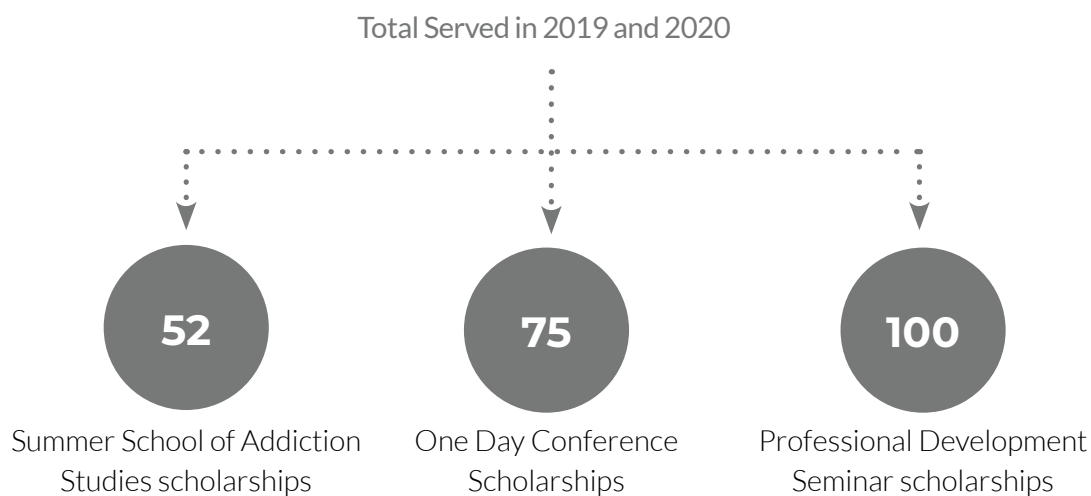 Total Served in 2019 and 2020
52
75
100
Summer School of Addiction
Studies scholarships
One Day Conference
Scholarships
Professional Development
Seminar scholarships